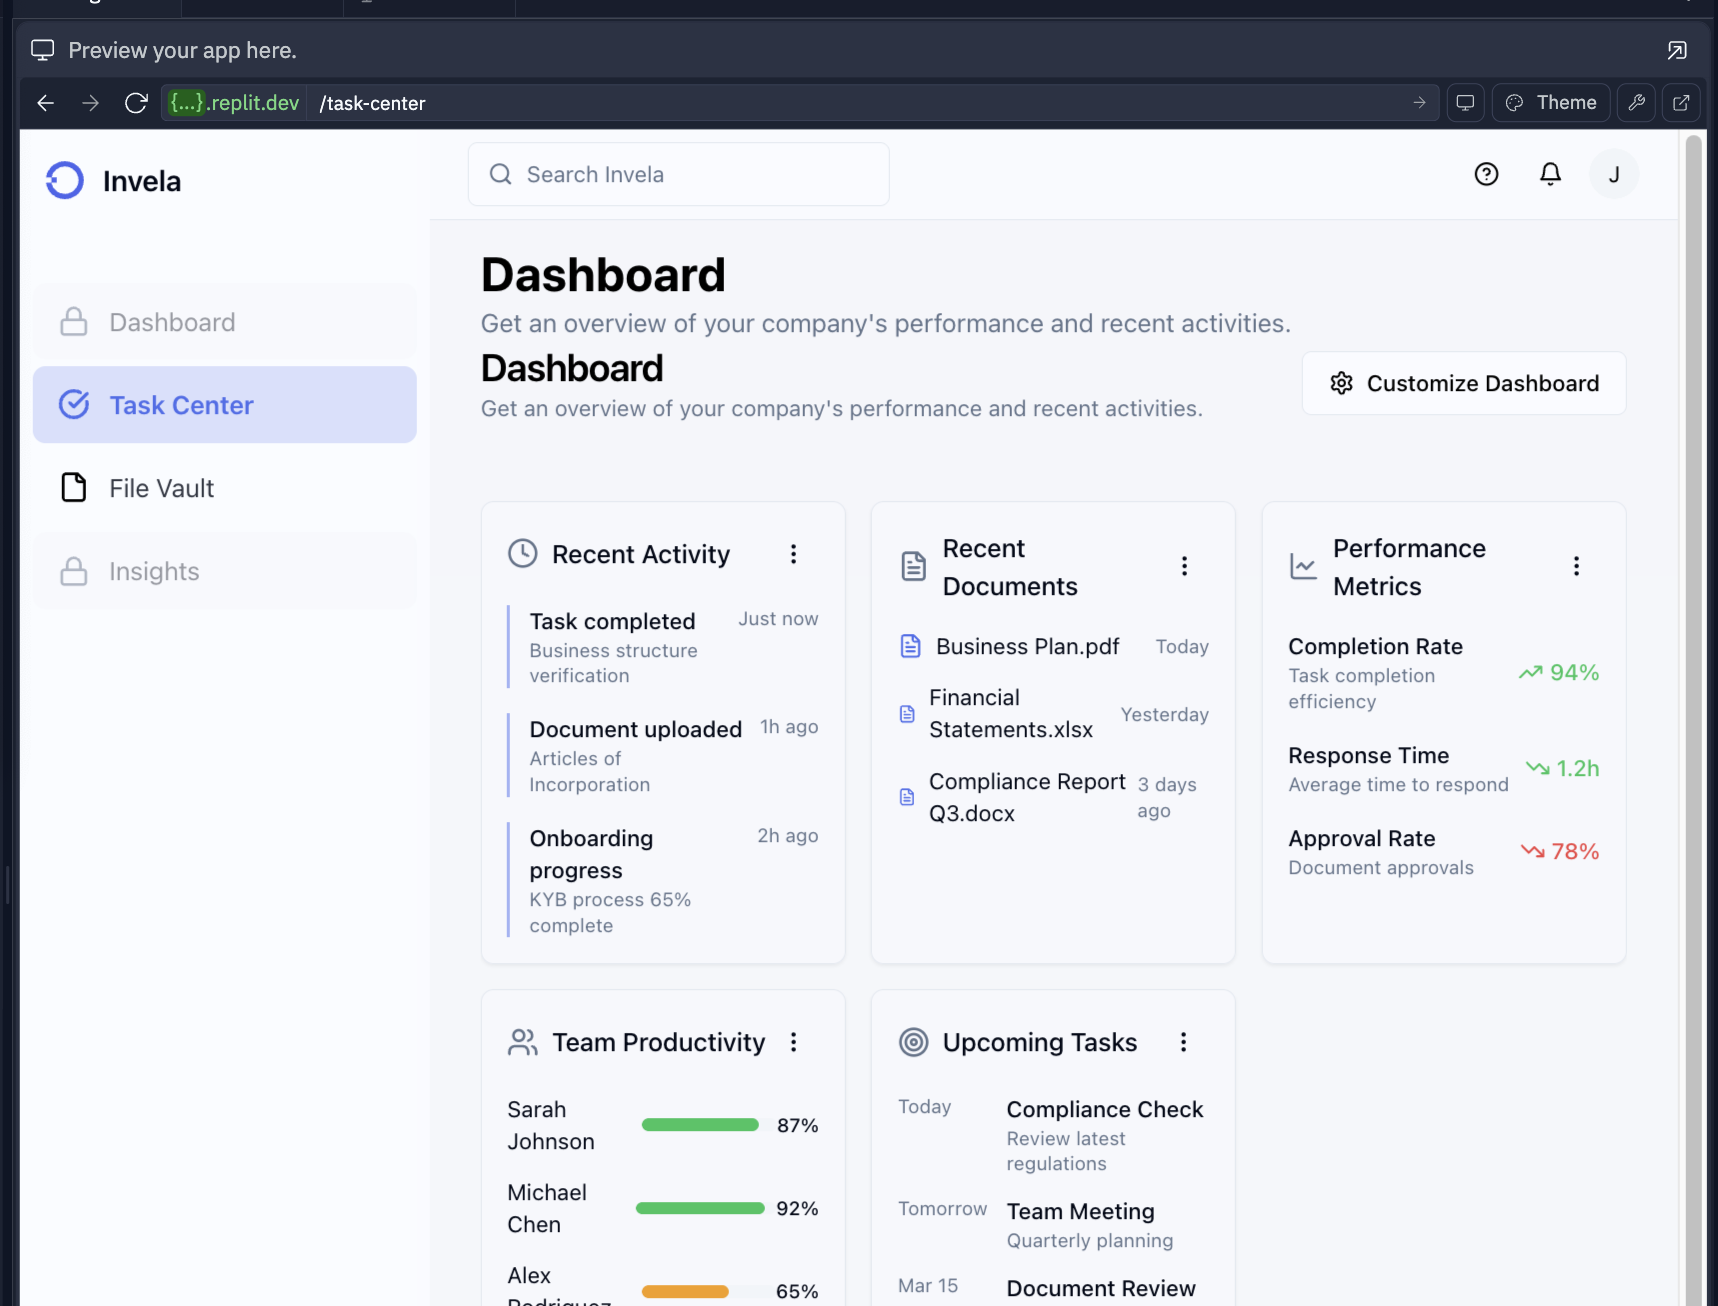 Preview your app here.
{...}.replit.dev /task-center
Theme
Invela
Search Invela
J
Dashboard
Task Center
File Vault
Insights
Dashboard
Get an overview of your company's performance and recent activities.
Dashboard
Get an overview of your company's performance and recent activities.
Customize Dashboard
Recent Activity
Task completed
Just now
Business structure
verification
Document uploaded
1h ago
Articles of
Incorporation
Onboarding
progress
2h ago
KYB process 65%
complete
Recent
Documents
Business Plan.pdf
Today
Financial
Statements.xlsx
Yesterday
Compliance Report
Q3.docx
3 days
ago
Performance
Metrics
Completion Rate
Task completion
efficiency
94%
Response Time
Average time to respond
1.2h
Approval Rate
Document approvals
78%
Team Productivity
Sarah
Johnson
87%
Michael
Chen
92%
Alex
65%
Upcoming Tasks
Today
Compliance Check
Review latest
regulations
Tomorrow
Team Meeting
Quarterly planning
Mar 15
Document Review